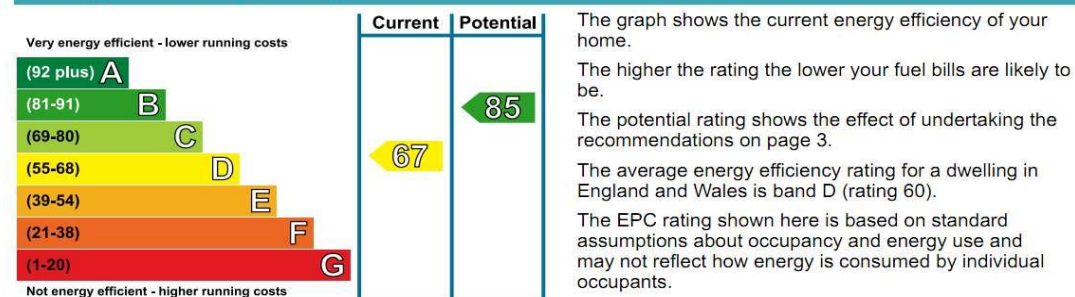 Current Potential
Very energy efficient - lower running costs
(92 plus) A
(81-91) B
85
(69-80) C
67
(55-68) D
(39-54) E
(21-38) F
(1-20) G
Not energy efficient - higher running costs
The graph shows the current energy efficiency of your
home.
The higher the rating the lower your fuel bills are likely to
be.
The potential rating shows the effect of undertaking the
recommendations on page 3.
The average energy efficiency rating for a dwelling in
England and Wales is band D (rating 60).
The EPC rating shown here is based on standard
assumptions about occupancy and energy use and
may not reflect how energy is consumed by individual
occupants.